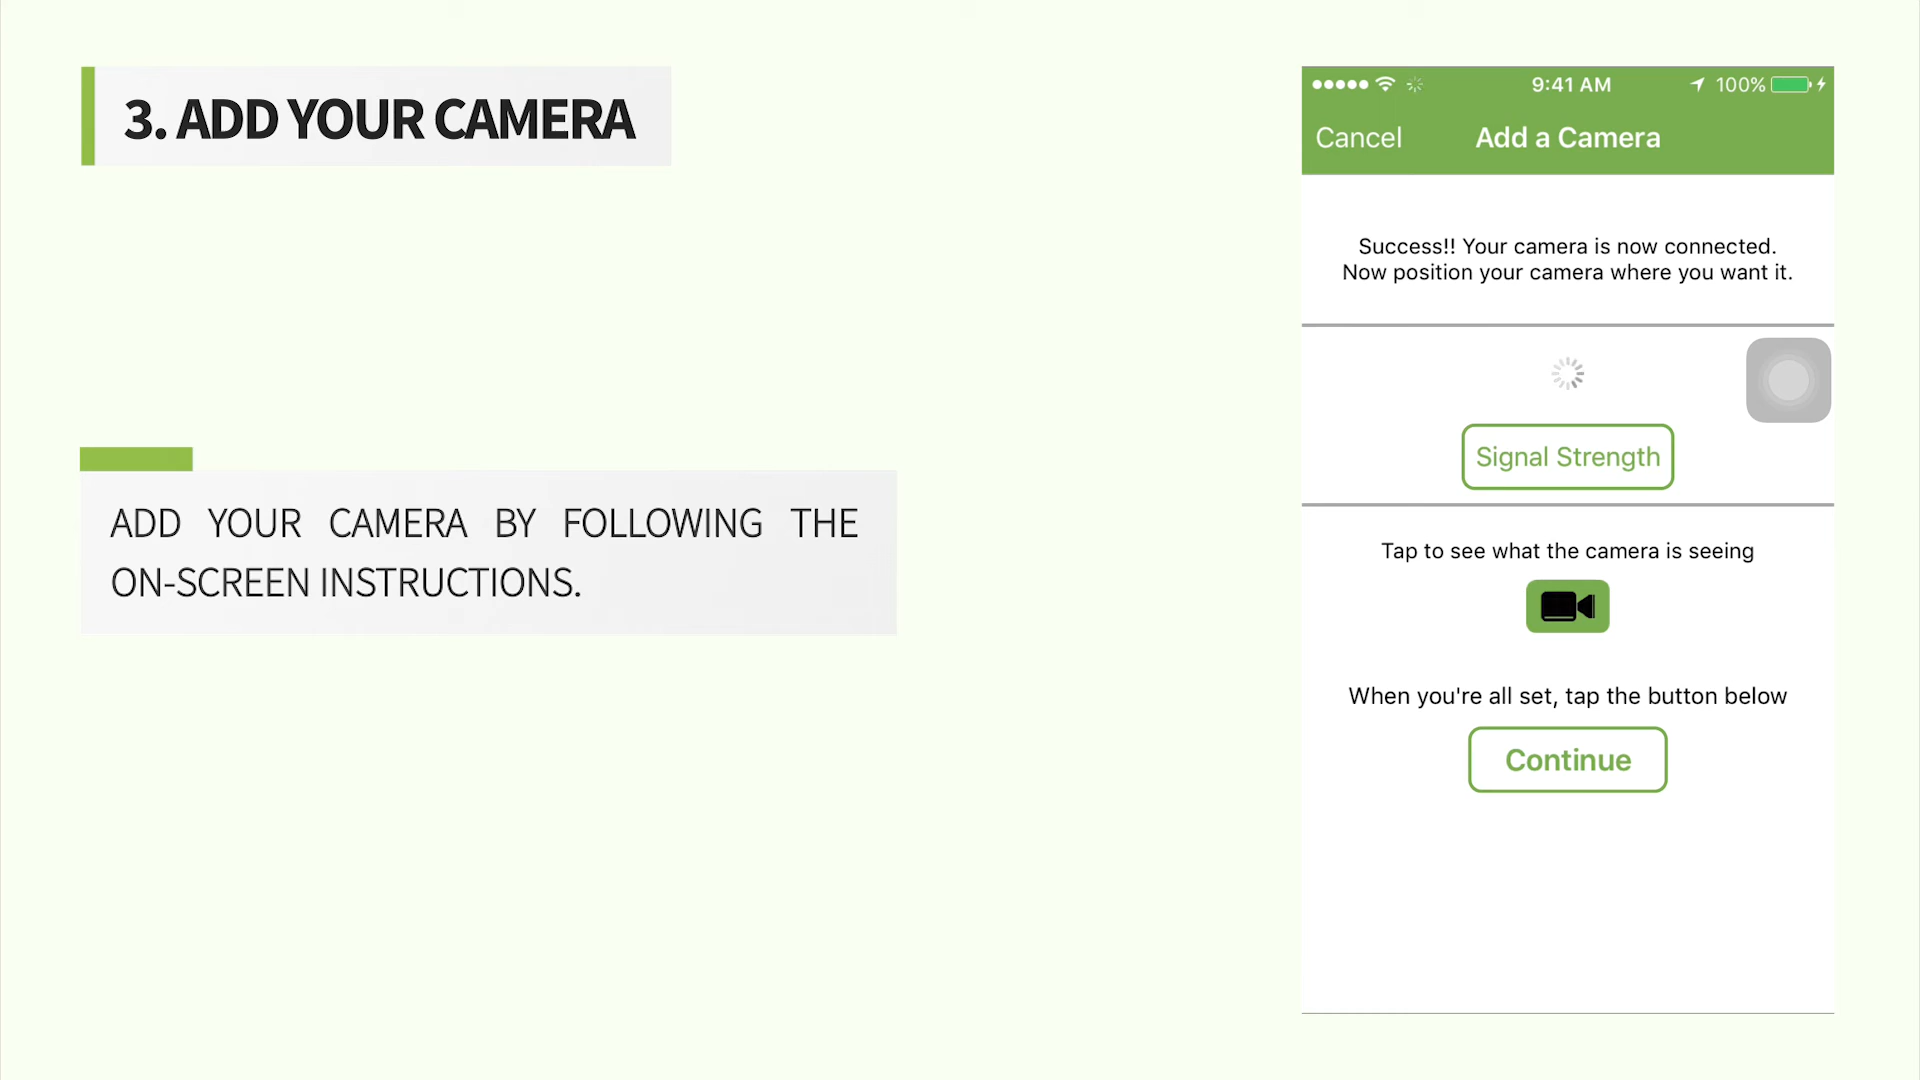 3. ADD YOUR CAMERA
ADD YOUR CAMERA BY FOLLOWING THE
ON-SCREEN INSTRUCTIONS.
9:41 AM
100%
Cancel
Add a Camera
Success!! Your camera is now connected.
Now position your camera where you want it.
Signal Strength
Tap to see what the camera is seeing
When you're all set, tap the button below
Continue